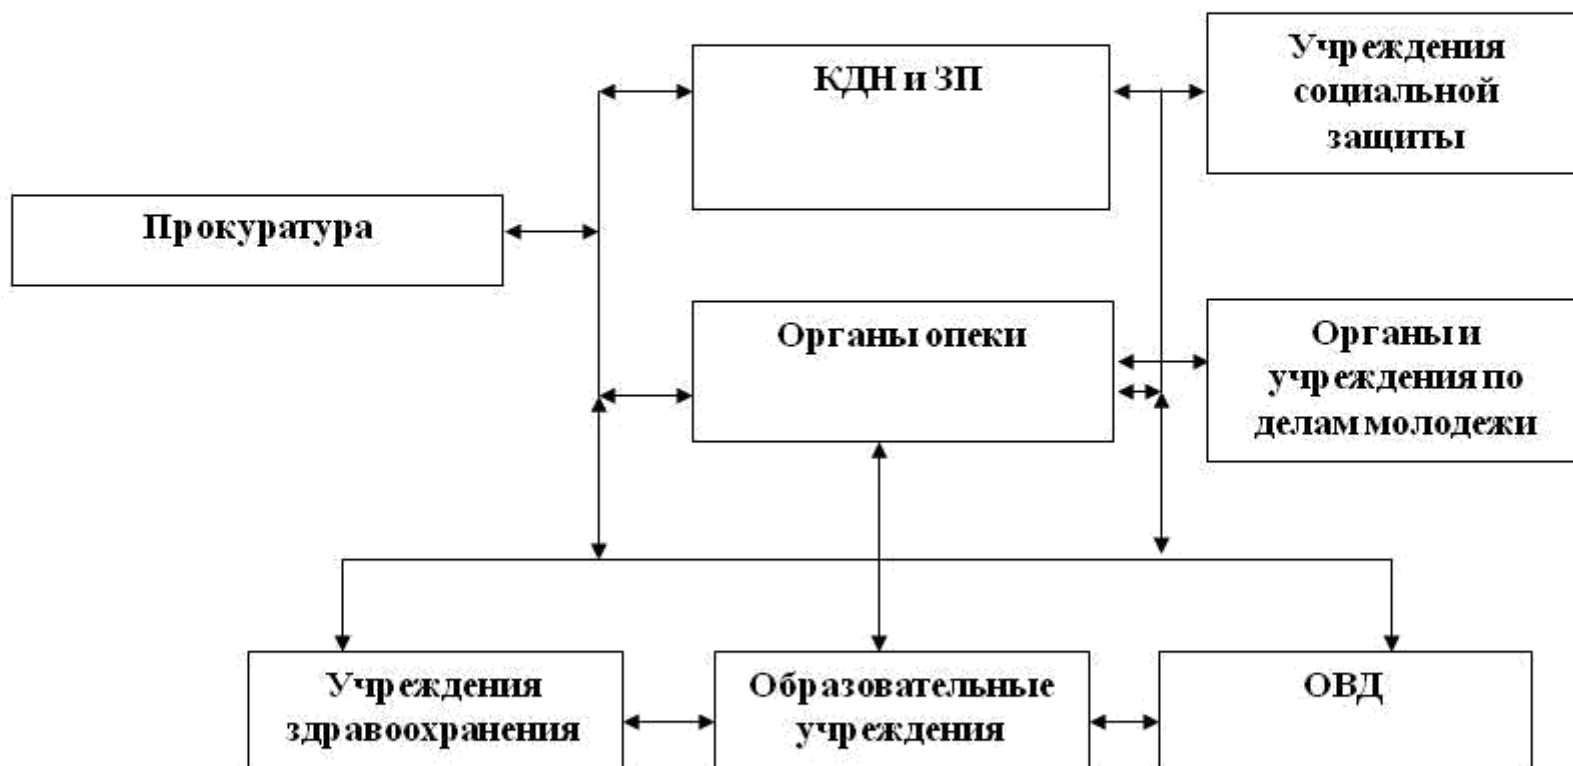 КДН и ЗП
Учреждения
социальной
защиты
Прокуратура
Органы опеки
Органы и
учреждения по
делам молодежи
Учреждения
здравоохранения
Образовательные
учреждения
ОВД